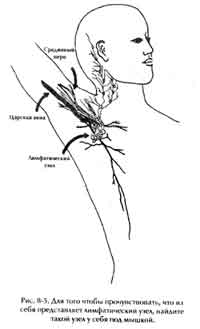 Срединный
нерв
Царская вена
Лимфатический
узел
Рис. 8-5. Для того чтобы прочувствовать, что из
себя представляет лимфатический узел, найдите
такой узел у себя под мышкой.